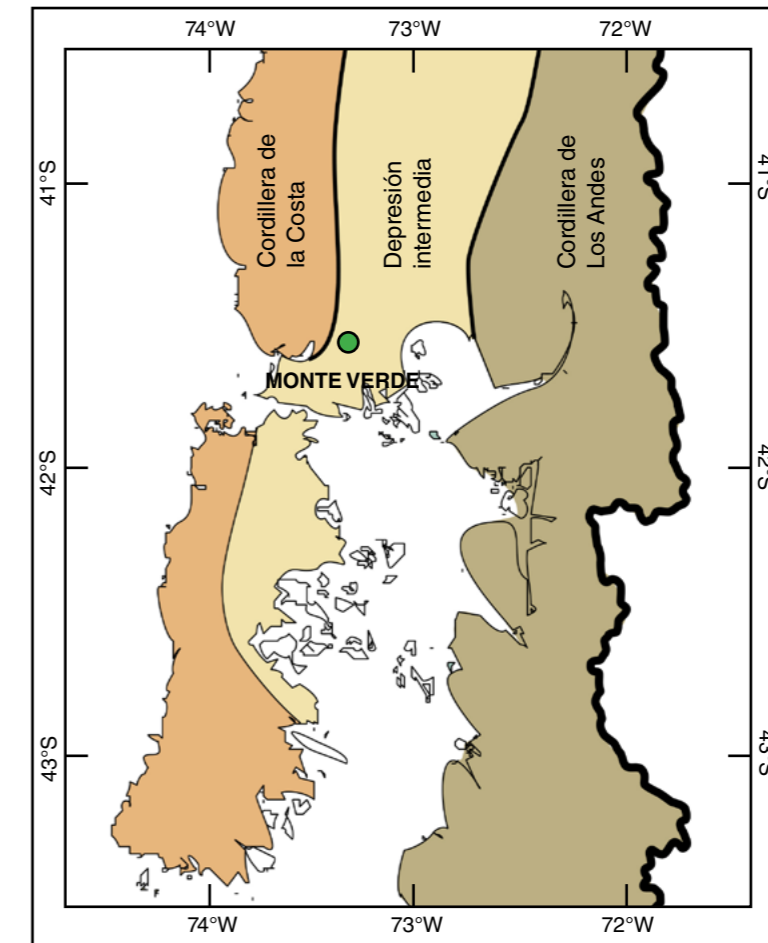 74°W 73°W 72°W
41°S
41°S
Cordillera de
la Costa
Depresión
intermedia
Cordillera de
Los Andes
MONTE VERDE
42°S
42°S
43°S
43°S
74°W 73°W 72°W